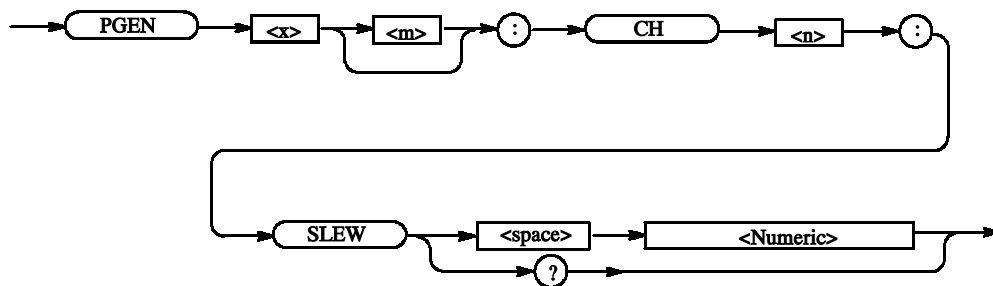 PGEN <x> <m> : CH <n> :
SLEW <space> <Numeric>
?